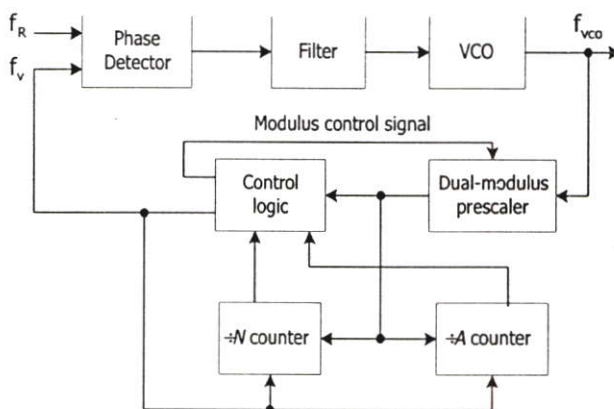 f_R
f_v
Phase
Detector
Filter
VCO
f_vco
Modulus control signal
Control
logic
Dual-modulus
prescaler
÷N counter
÷A counter